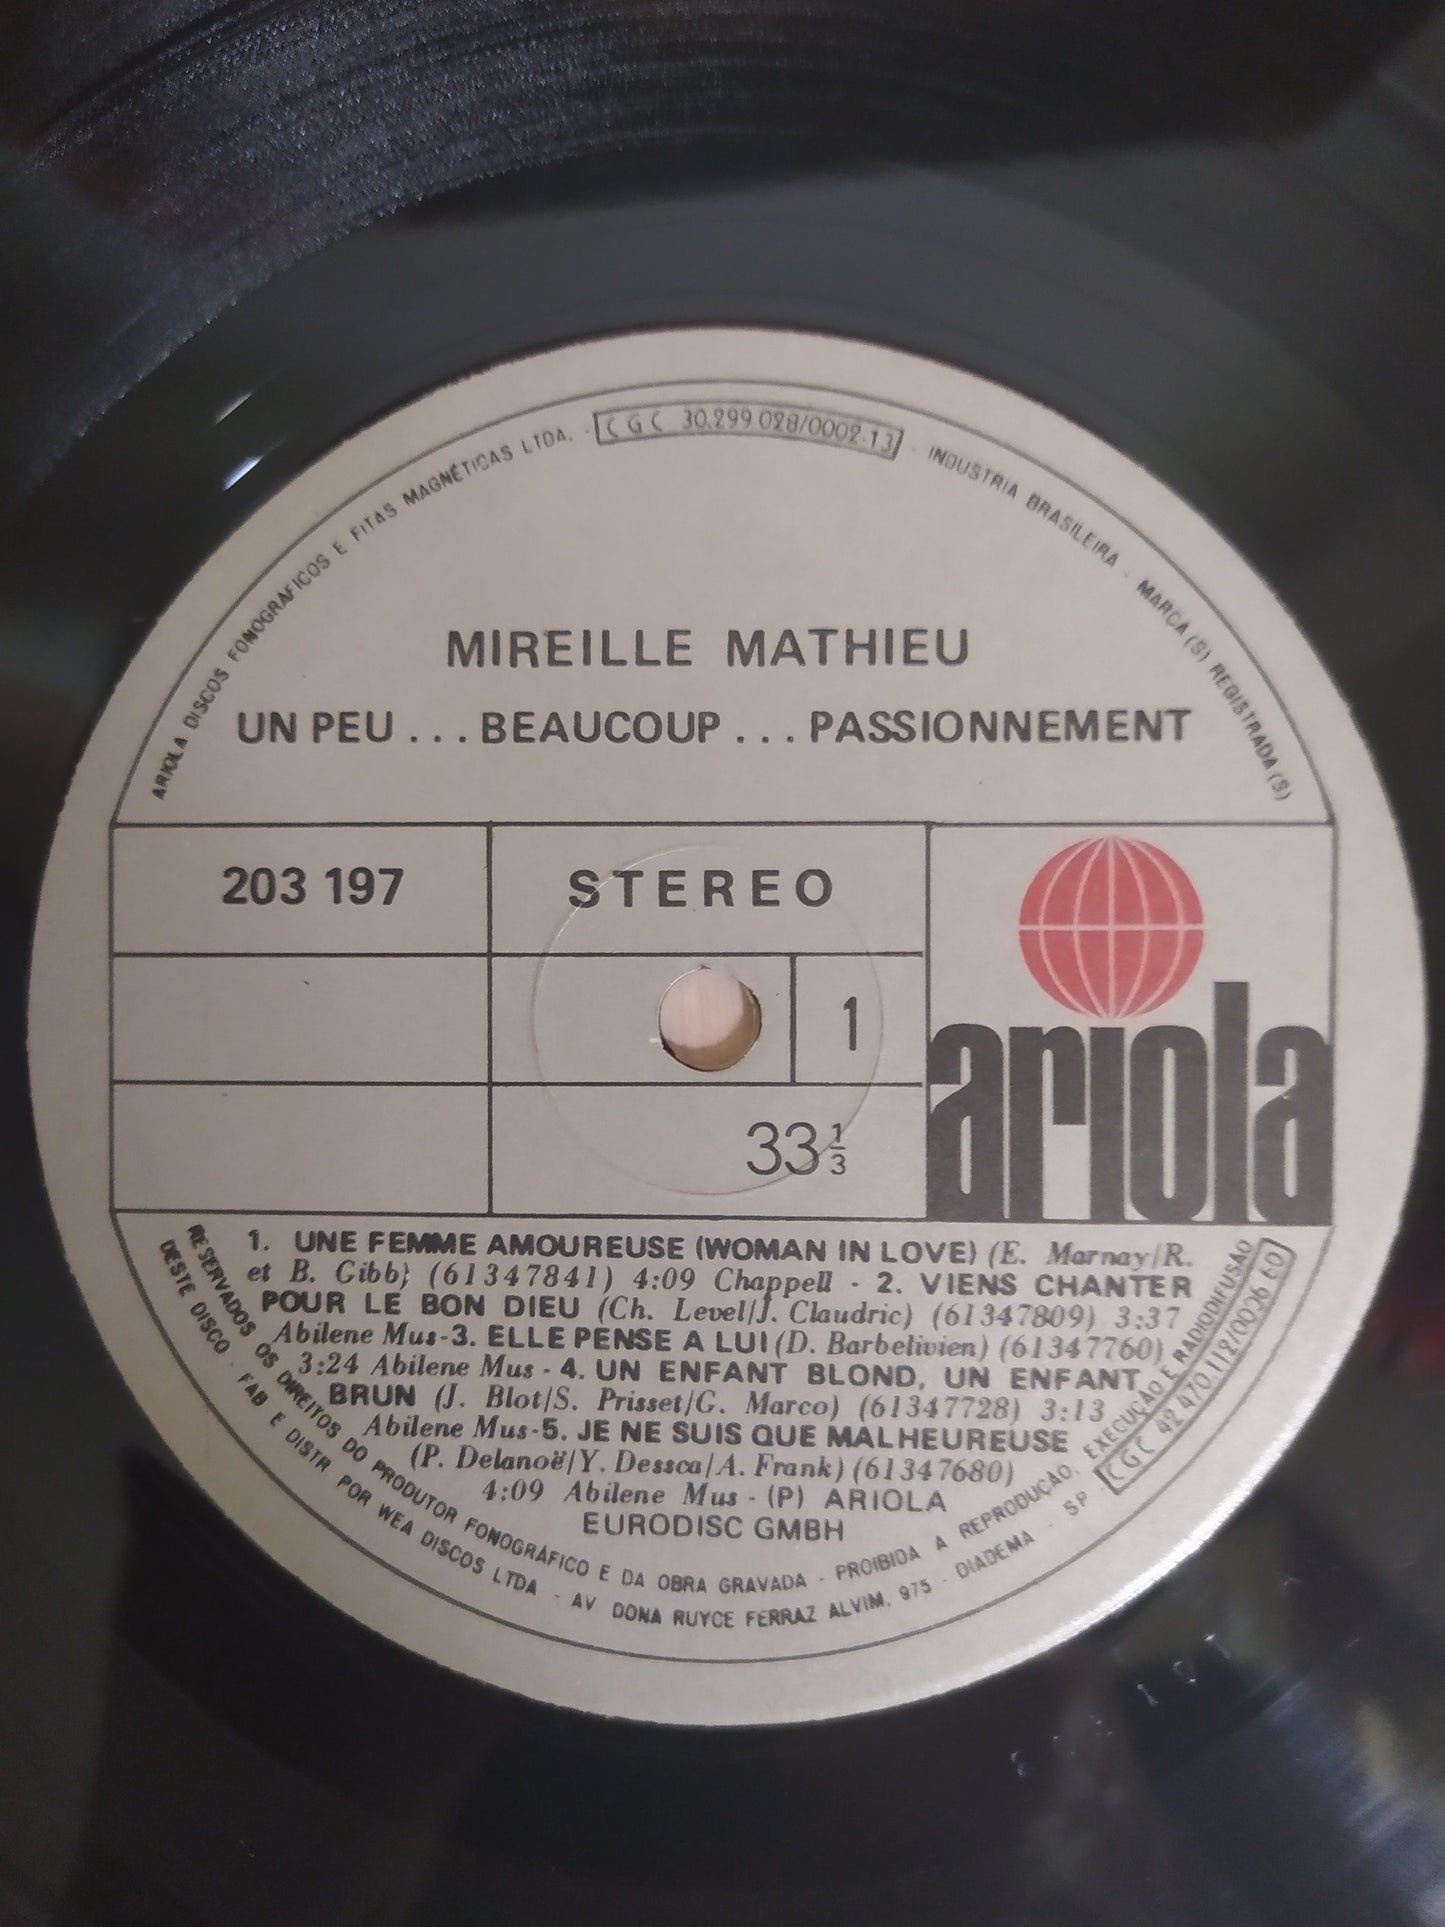 ARIOLA DISCOS FONOGRAFICOS E FITAS MAGNÉTICAS LTDA. · CGC 30.299 028/0002-13 · INDUSTRIA BRASILEIRA · MARCA (S) REGISTRADA (S)
MIREILLE MATHIEU
UN PEU ... BEAUCOUP ... PASSIONNEMENT
203 197
STEREO
1
33 1/3
ariola
1. UNE FEMME AMOUREUSE (WOMAN IN LOVE) (E. Marnay/R.
et B. Gibb) (61347841) 4:09 Chappell - 2. VIENS CHANTER
POUR LE BON DIEU (Ch. Level/J. Claudric) (61347809) 3:37
Abilene Mus-3. ELLE PENSE A LUI (D. Barbelivien) (61347760)
3:24 Abilene Mus - 4. UN ENFANT BLOND, UN ENFANT
BRUN (J. Blot/S. Prisset/G. Marco) (61347728) 3:13
Abilene Mus-5. JE NE SUIS QUE MALHEUREUSE
(P. Delanoë/Y. Dessca/A. Frank) (61347680)
4:09 Abilene Mus - (P) ARIOLA
EURODISC GMBH
RESERVADOS OS DIREITOS DO PRODUTOR FONOGRÁFICO E DA OBRA GRAVADA - PROIBIDA A REPRODUÇÃO, EXECUÇÃO E RADIODIFUSÃO
DESTE DISCO · FAB E DISTR POR WEA DISCOS LTDA - AV DONA RUYCE FERRAZ ALVIM, 975 - DIADEMA · SP · CGC 42 470.112/0036 60